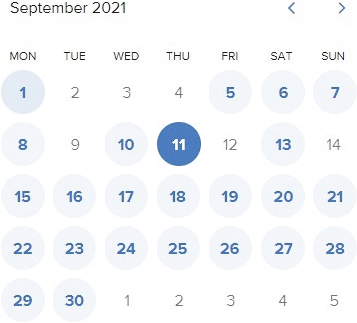 September 2021
MON TUE WED THU FRI SAT SUN
1 2 3 4 5 6 7
8 9 10 11 12 13 14
15 16 17 18 19 20 21
22 23 24 25 26 27 28
29 30 1 2 3 4 5